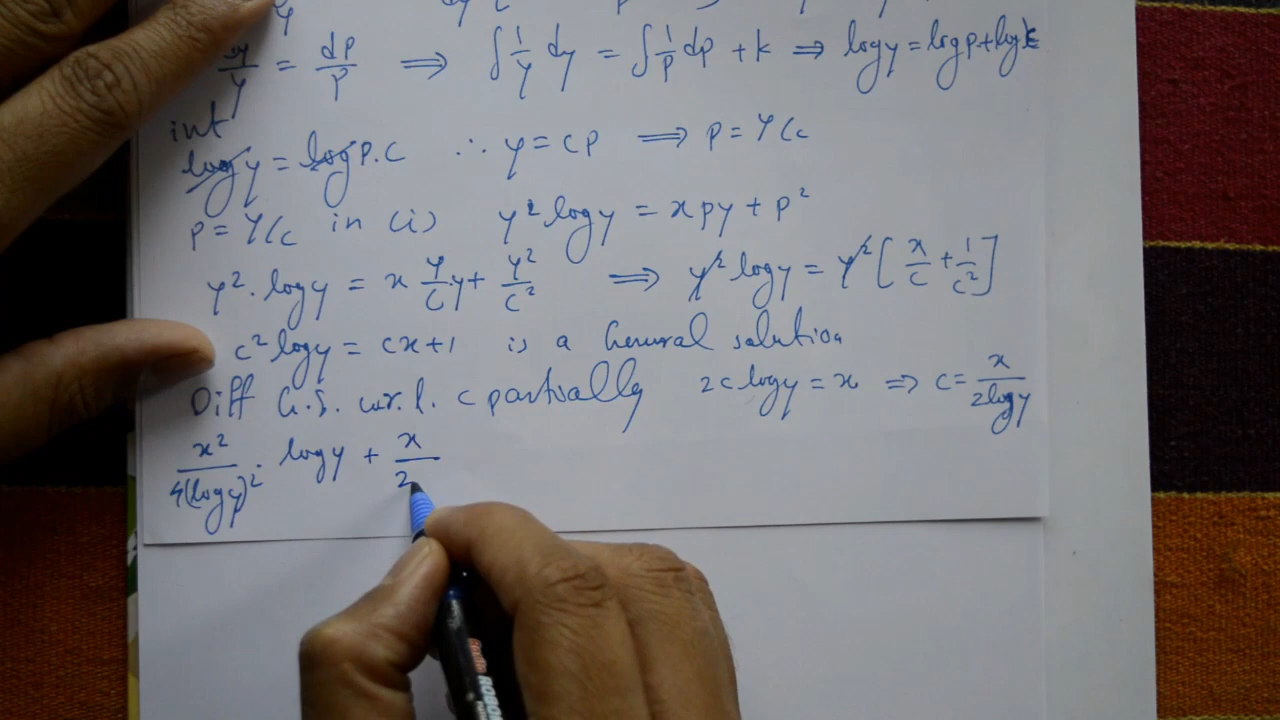 dy/y = dp/p ⟹ ∫ 1/y dy = ∫ 1/p dp + k ⇒ log y = log p + log c
int
log y = log p.c ∴ y = cp ⟹ p = y/c
p = y/c in (i) y² log y = xpy + p²
y². log y = x y/c y + y²/c² ⟹ y² log y = y² [x/c + 1/c²]
c² log y = cx+1 is a General solution
Diff G.S. w.r.t. c partially 2c log y = x ⇒ c = x/2logy
x²/4(logy)² . log y + x/2